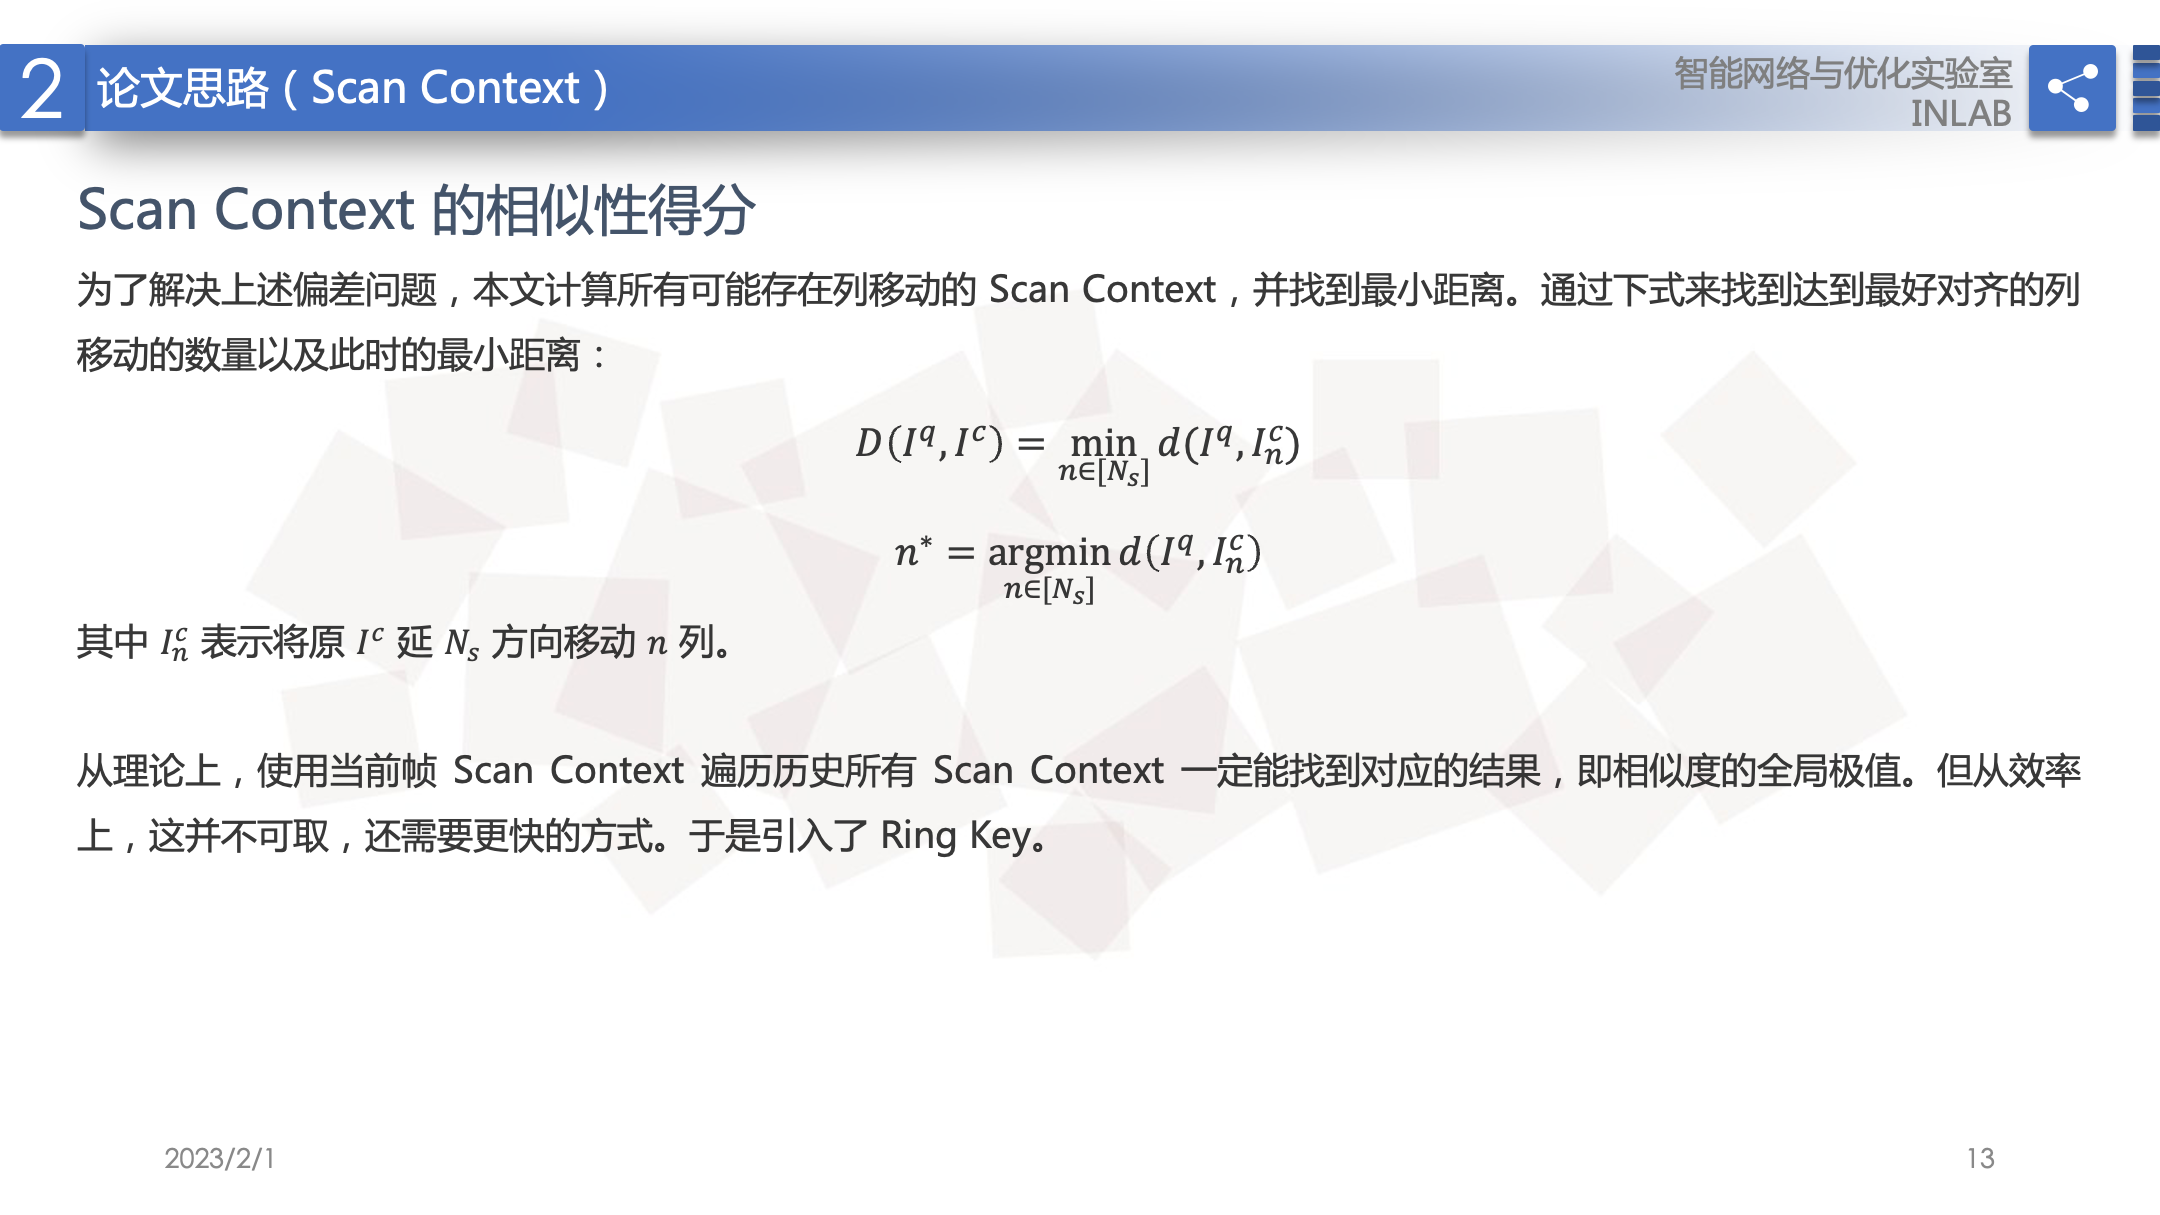 2
论文思路（Scan Context）
智能网络与优化实验室
INLAB
Scan Context 的相似性得分
为了解决上述偏差问题，本文计算所有可能存在列移动的 Scan Context，并找到最小距离。通过下式来找到达到最好对齐的列
移动的数量以及此时的最小距离：
$D(I^q, I^c) = \min_{n \in [N_s]} d(I^q, I_n^c)$
$n^* = \operatorname{argmin}_{n \in [N_s]} d(I^q, I_n^c)$
其中 $I_n^c$ 表示将原 $I^c$ 延 $N_s$ 方向移动 $n$ 列。
从理论上，使用当前帧 Scan Context 遍历历史所有 Scan Context 一定能找到对应的结果，即相似度的全局极值。但从效率
上，这并不可取，还需要更快的方式。于是引入了 Ring Key。
2023/2/1
13